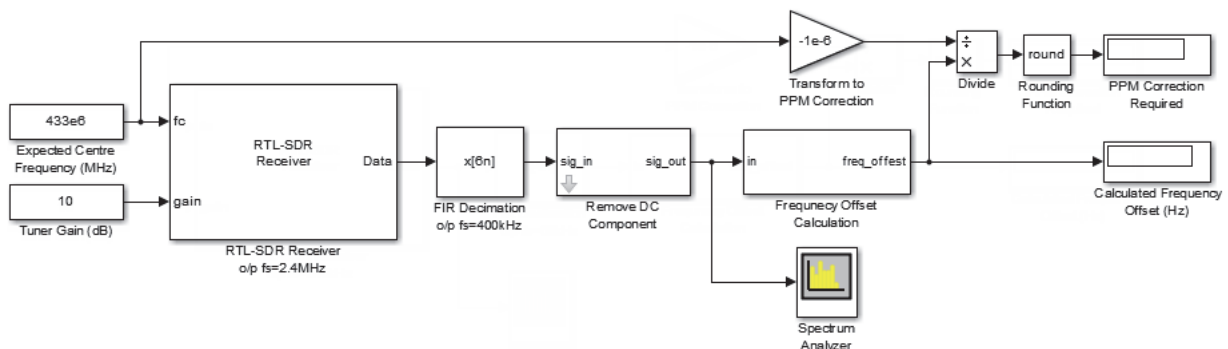 -1e-6
Transform to
PPM Correction
÷
×
Divide
round
Rounding
Function
PPM Correction
Required
433e6
Expected Centre
Frequency (MHz)
10
Tuner Gain (dB)
fc
gain
RTL-SDR
Receiver
Data
RTL-SDR Receiver
o/p fs=2.4MHz
x[6n]
FIR Decimation
o/p fs=400kHz
sig_in
sig_out
Remove DC
Component
in
freq_offest
Frequnecy Offset
Calculation
Calculated Frequency
Offset (Hz)
Spectrum
Analyzer